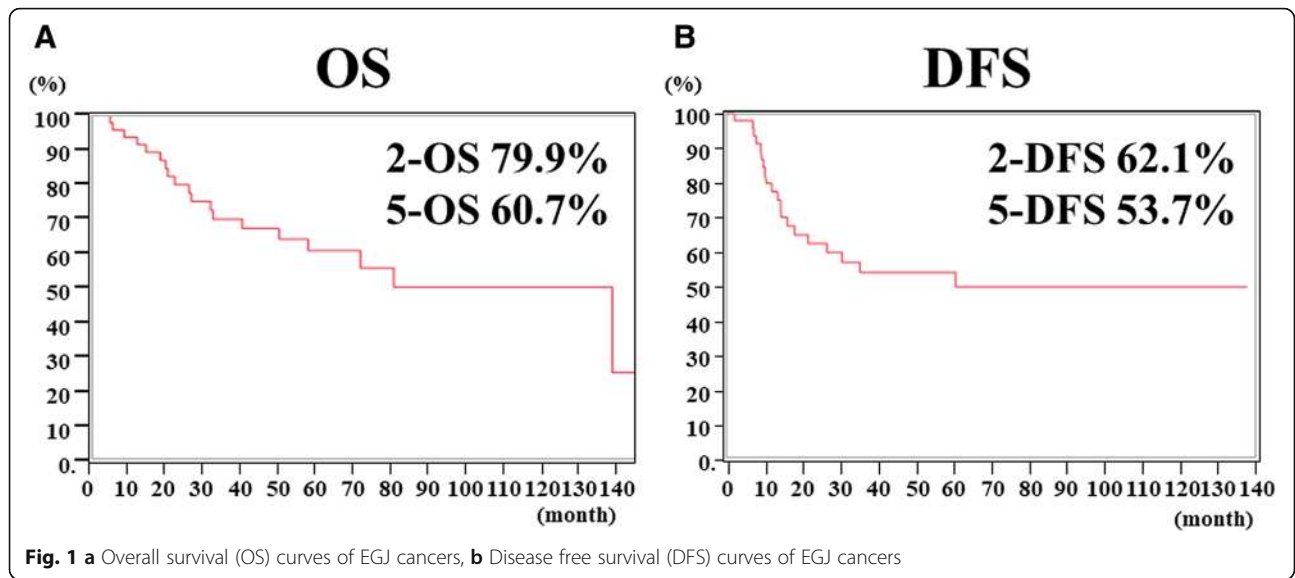 A
OS
(%)
100
90
80
70
60
50
40
30
20
10
0.
2-OS 79.9%
5-OS 60.7%
0 10 20 30 40 50 60 70 80 90 100 110 120 130 140
(month)
B
DFS
(%)
100
90
80
70
60
50
40
30
20
10
0.
2-DFS 62.1%
5-DFS 53.7%
0 10 20 30 40 50 60 70 80 90 100 110 120 130 140
(month)
Fig. 1 a Overall survival (OS) curves of EGJ cancers, b Disease free survival (DFS) curves of EGJ cancers